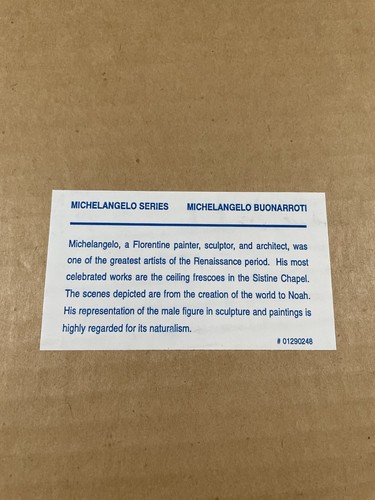 MICHELANGELO SERIES MICHELANGELO BUONARROTI
Michelangelo, a Florentine painter, sculptor, and architect, was
one of the greatest artists of the Renaissance period. His most
celebrated works are the ceiling frescoes in the Sistine Chapel.
The scenes depicted are from the creation of the world to Noah.
His representation of the male figure in sculpture and paintings is
highly regarded for its naturalism.
# 01290248